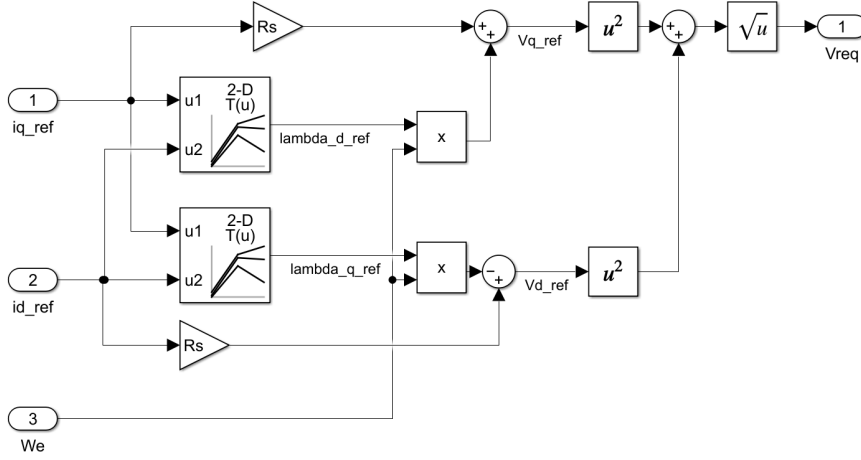 Rs
+
+
Vq_ref
u²
+
+
√u
1
Vreq
1
iq_ref
u1
u2
2-D
T(u)
lambda_d_ref
x
u1
u2
2-D
T(u)
lambda_q_ref
x
−
+
Vd_ref
u²
2
id_ref
Rs
3
We